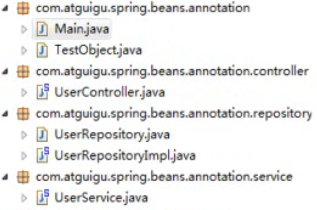 com.atguigu.spring.beans.annotation
Main.java
TestObject.java
com.atguigu.spring.beans.annotation.controller
UserController.java
com.atguigu.spring.beans.annotation.repository
UserRepository.java
UserRepositoryImpl.java
com.atguigu.spring.beans.annotation.service
UserService.java